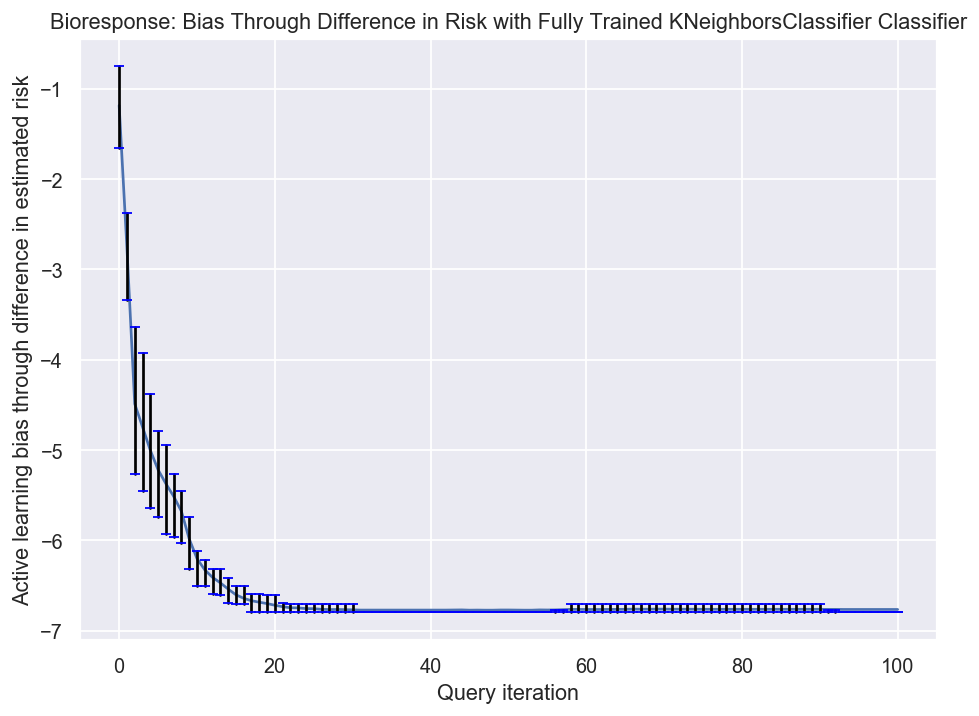 Bioresponse: Bias Through Difference in Risk with Fully Trained KNeighborsClassifier Classifier
Active learning bias through difference in estimated risk
−1
−2
−3
−4
−5
−6
−7
0 20 40 60 80 100
Query iteration